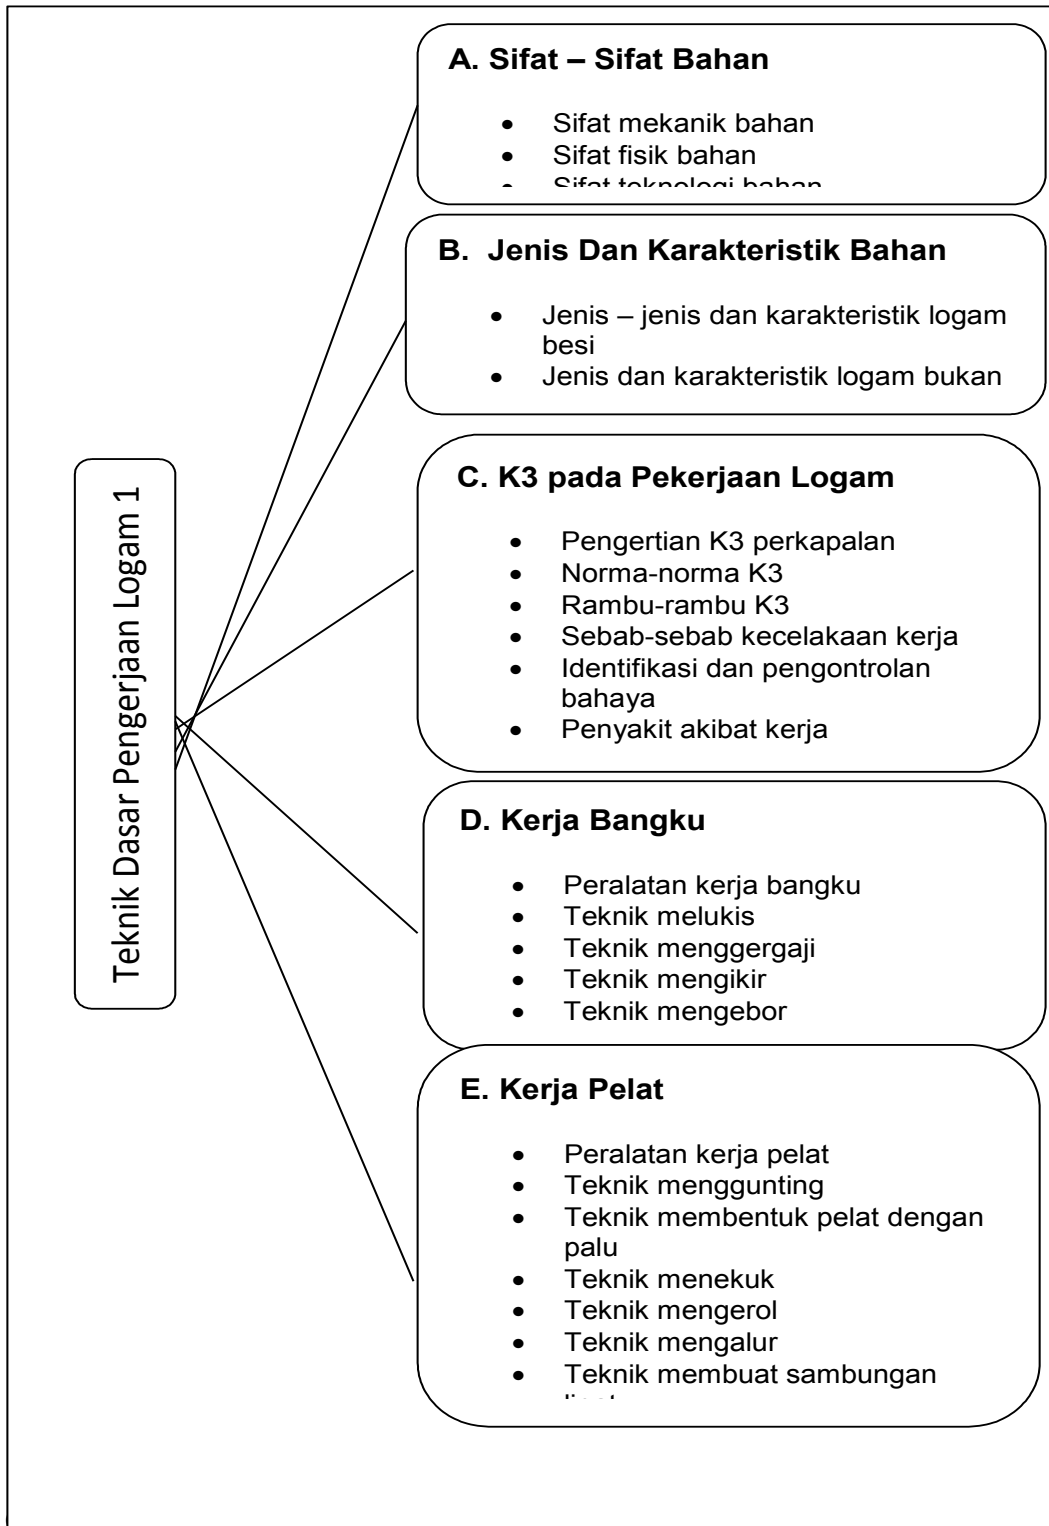 A. Sifat – Sifat Bahan
• Sifat mekanik bahan
• Sifat fisik bahan
• Sifat teknologi bahan
B. Jenis Dan Karakteristik Bahan
• Jenis – jenis dan karakteristik logam
besi
• Jenis dan karakteristik logam bukan
Teknik Dasar Pengerjaan Logam 1
C. K3 pada Pekerjaan Logam
• Pengertian K3 perkapalan
• Norma-norma K3
• Rambu-rambu K3
• Sebab-sebab kecelakaan kerja
• Identifikasi dan pengontrolan
bahaya
• Penyakit akibat kerja
D. Kerja Bangku
• Peralatan kerja bangku
• Teknik melukis
• Teknik menggergaji
• Teknik mengikir
• Teknik mengebor
E. Kerja Pelat
• Peralatan kerja pelat
• Teknik menggunting
• Teknik membentuk pelat dengan
palu
• Teknik menekuk
• Teknik mengerol
• Teknik mengalur
• Teknik membuat sambungan